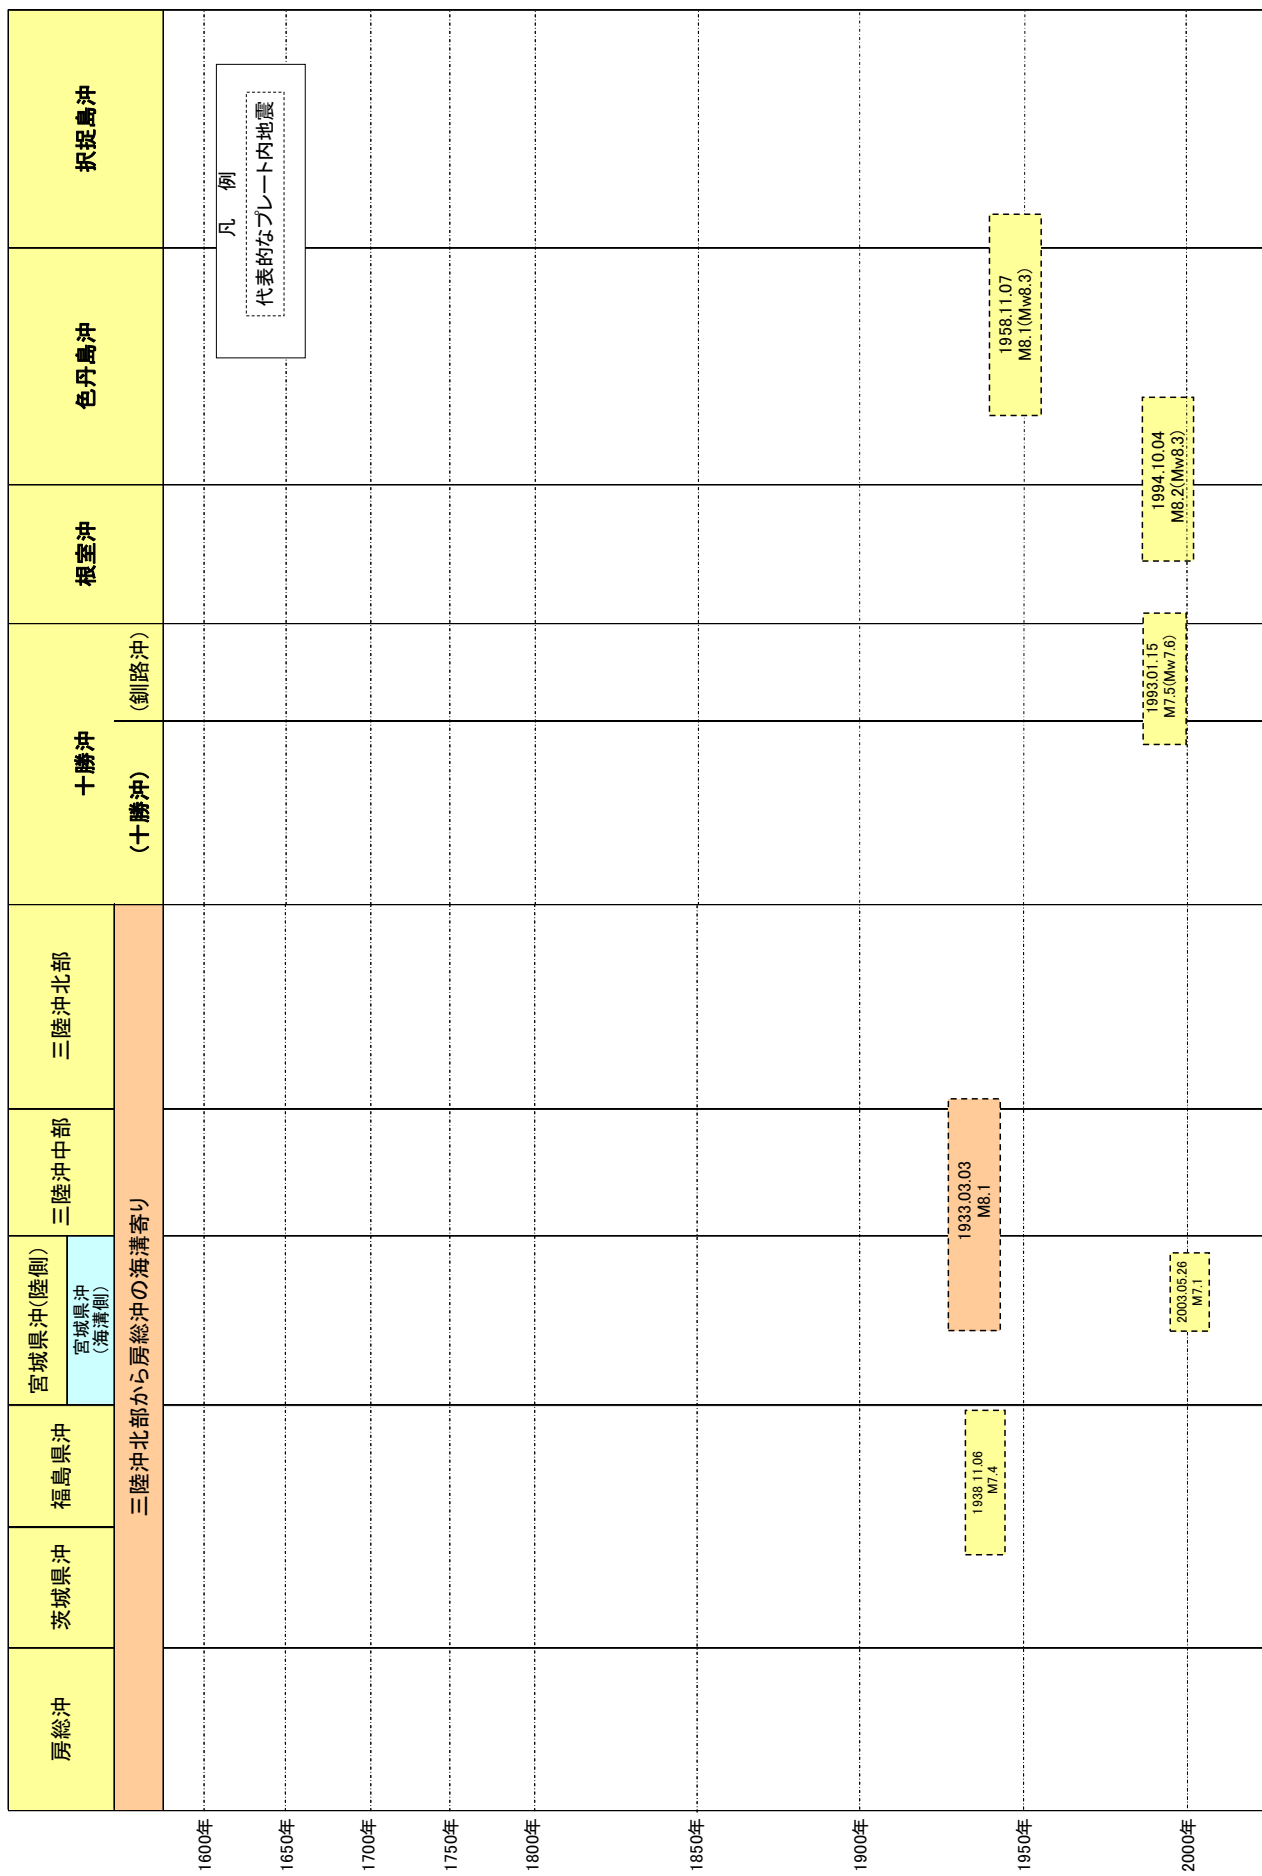 房総沖
茨城県沖
福島県沖
宮城県沖(陸側)
宮城県沖
(海溝側)
三陸沖中部
三陸沖北部
三陸沖北部から房総沖の海溝寄り
十勝沖
(十勝沖)
(釧路沖)
根室沖
色丹島沖
択捉島沖
凡 例
代表的なプレート内地震
1600年
1650年
1700年
1750年
1800年
1850年
1900年
1950年
2000年
1938 11.06
M7.4
1933.03.03
M8.1
1958.11.07
M8.1(Mw8.3)
1993.01.15
M7.5(Mw7.6)
1994.10.04
M8.2(Mw8.3)
2003.05.26
M7.1